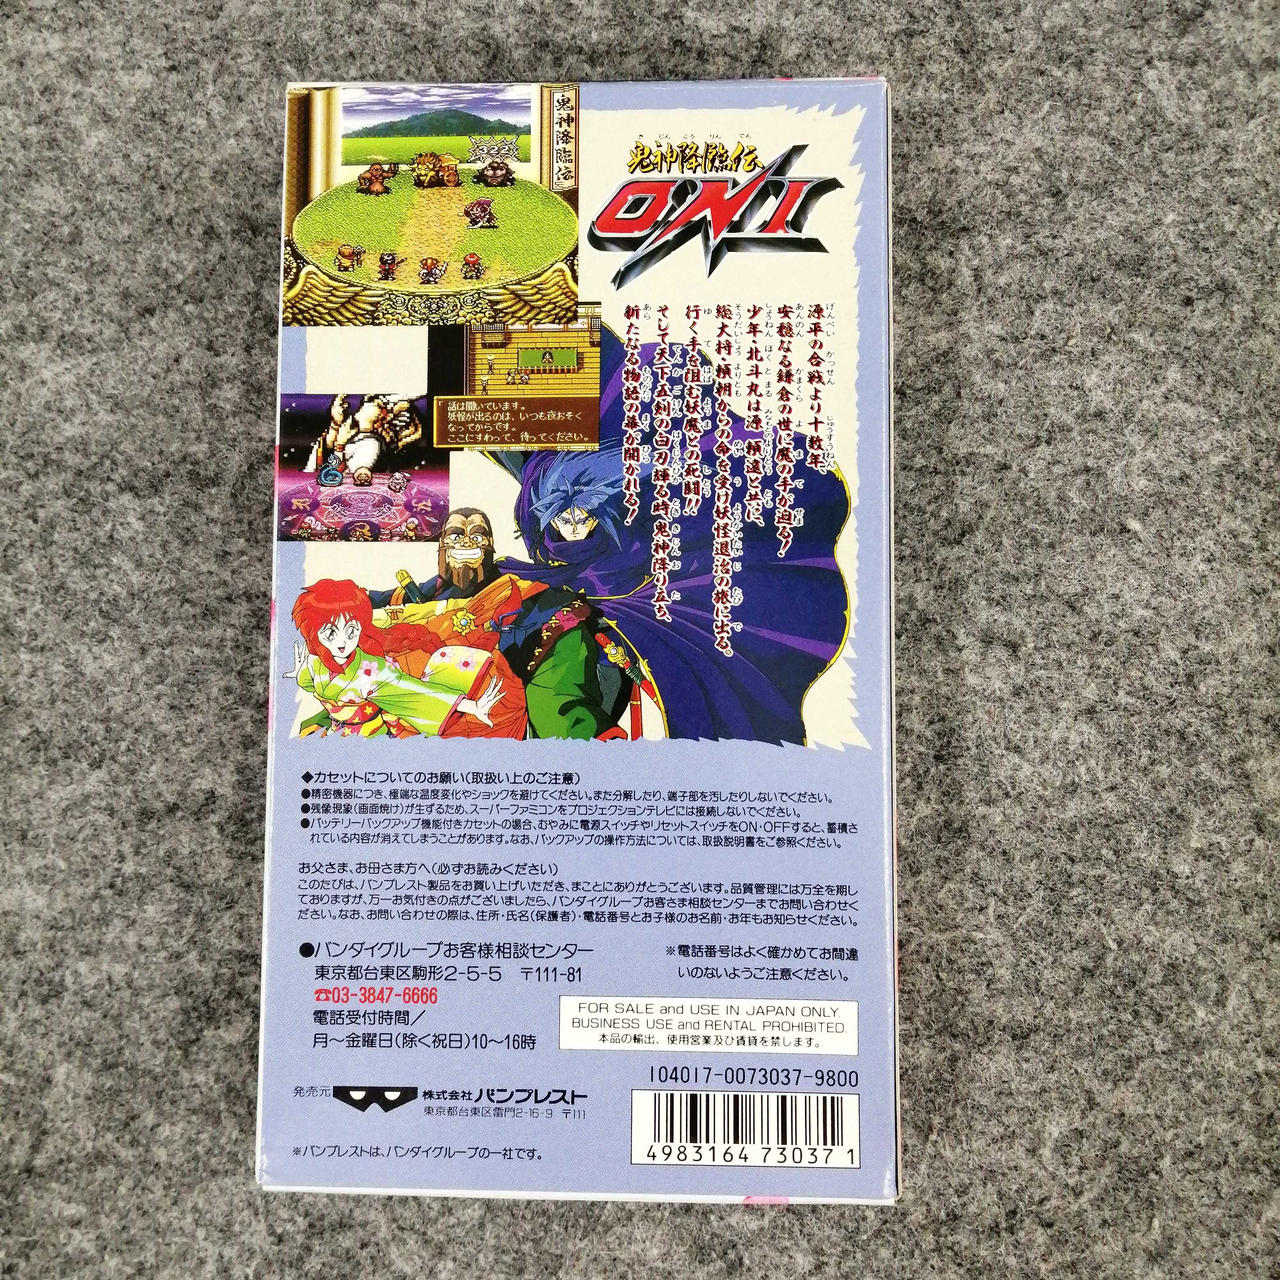 鬼神降臨伝
322
きじんこうりんでん
鬼神降臨伝
ONI
源平の合戦より十数年、
安穏なる鎌倉の世に魔の手が迫る!
少年・北斗丸は源頼遠と共に、
総大将・頼朝からの命を受け妖怪退治の旅に出る。
行く手を阻む妖魔との死闘!!
そして天下五剣の白刃輝る時、鬼神降り立ち、
新たなる物語の幕が開かれる!
「話は聞いています。
妖怪が出るのは、いつも夜おそく
なってからです。
ここにすわって、待ってください。
◆カセットについてのお願い(取扱い上のご注意)
●精密機器につき、極端な温度変化やショックを避けてください。また分解したり、端子部を汚したりしないでください。
●残像現象(画面焼け)が生ずるため、スーパーファミコンをプロジェクションテレビには接続しないでください。
●バッテリーバックアップ機能付きカセットの場合、むやみに電源スイッチやリセットスイッチをON・OFFすると、蓄積さ
れている内容が消えてしまうことがあります。なお、バックアップの操作方法については、取扱説明書をご参照ください。
お父さま、お母さま方へ(必ずお読みください)
このたびは、バンプレスト製品をお買い上げいただき、まことにありがとうございます。品質管理には万全を期し
ておりますが、万一お気付きの点がございましたら、バンダイグループお客さま相談センターまでお問い合わせくだ
さい。なお、お問い合わせの際は、住所・氏名(保護者)・電話番号とお子様のお名前・お年もお知らせください。
●バンダイグループお客様相談センター
東京都台東区駒形2-5-5 〒111-81
☎03-3847-6666
電話受付時間/
月〜金曜日(除く祝日)10〜16時
※電話番号はよく確かめてお間違
いのないようご注意ください。
FOR SALE and USE IN JAPAN ONLY.
BUSINESS USE and RENTAL PROHIBITED.
本品の輸出、使用営業及び賃貸を禁じます。
104017-0073037-9800
発売元 株式会社バンプレスト
東京都台東区雷門2-16-9 〒111
4983164 73037 1
※バンプレストは、バンダイグループの一社です。